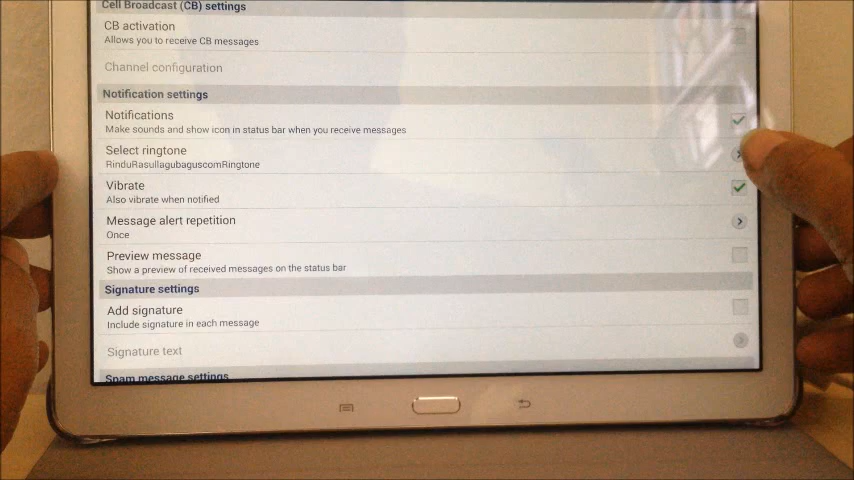 Cell Broadcast (CB) settings
CB activation
Allows you to receive CB messages
Channel configuration
Notification settings
Notifications
Make sounds and show icon in status bar when you receive messages
Select ringtone
RinduRasullagubaguscomRingtone
Vibrate
Also vibrate when notified
Message alert repetition
Once
Preview message
Show a preview of received messages on the status bar
Signature settings
Add signature
Include signature in each message
Signature text
Spam message settings